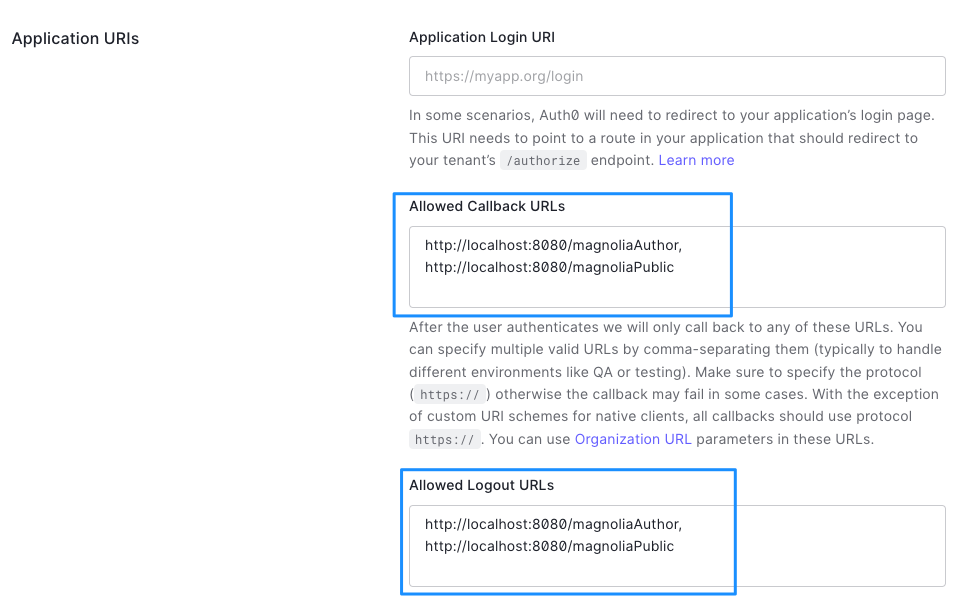 Application URIs
Application Login URI
https://myapp.org/login
In some scenarios, Auth0 will need to redirect to your application’s login page.
This URI needs to point to a route in your application that should redirect to
your tenant’s /authorize endpoint. Learn more
Allowed Callback URLs
http://localhost:8080/magnoliaAuthor,
http://localhost:8080/magnoliaPublic
After the user authenticates we will only call back to any of these URLs. You
can specify multiple valid URLs by comma-separating them (typically to handle
different environments like QA or testing). Make sure to specify the protocol
( https:// ) otherwise the callback may fail in some cases. With the exception
of custom URI schemes for native clients, all callbacks should use protocol
https:// . You can use Organization URL parameters in these URLs.
Allowed Logout URLs
http://localhost:8080/magnoliaAuthor,
http://localhost:8080/magnoliaPublic